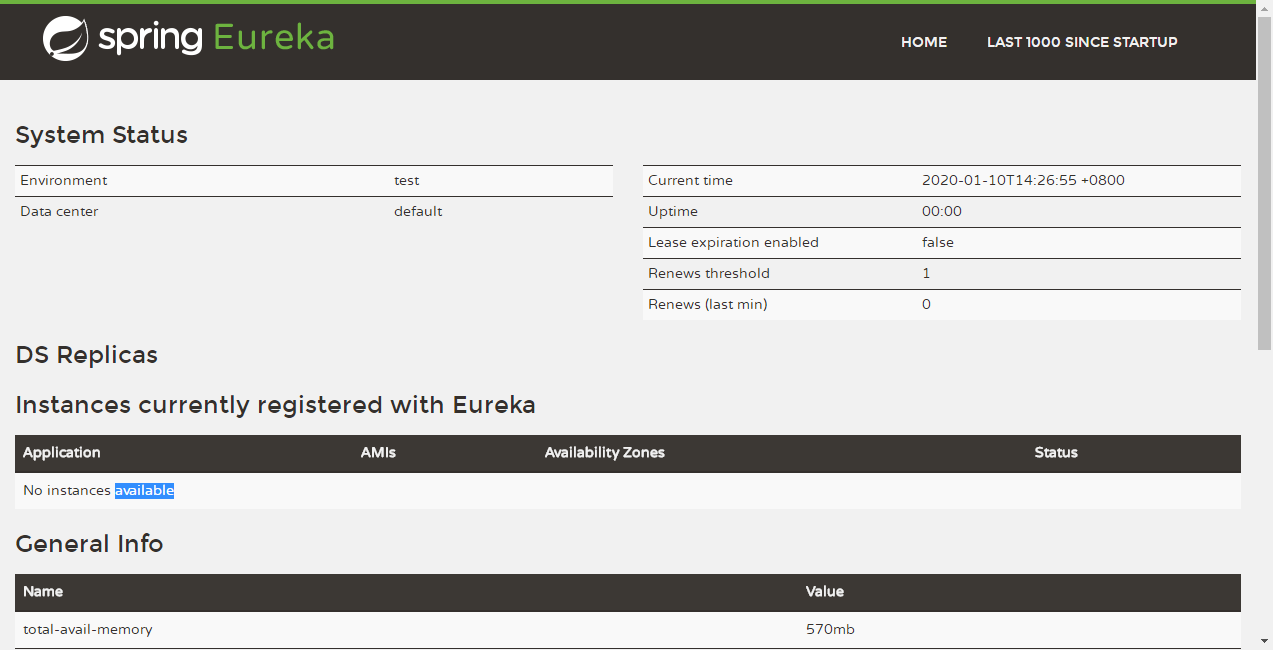 spring Eureka
HOME LAST 1000 SINCE STARTUP
System Status
Environment test
Data center default
Current time 2020-01-10T14:26:55 +0800
Uptime 00:00
Lease expiration enabled false
Renews threshold 1
Renews (last min) 0
DS Replicas
Instances currently registered with Eureka
Application AMIs Availability Zones Status
No instances available
General Info
Name Value
total-avail-memory 570mb